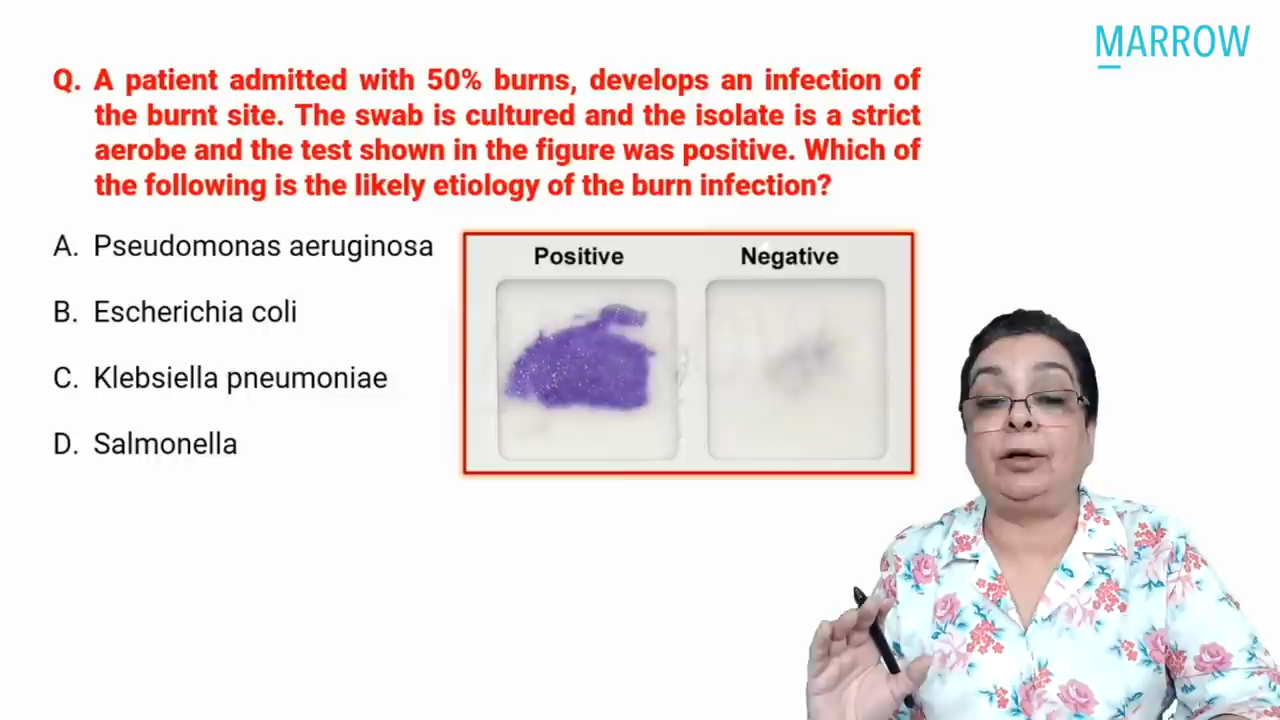 MARROW
Q. A patient admitted with 50% burns, develops an infection of
the burnt site. The swab is cultured and the isolate is a strict
aerobe and the test shown in the figure was positive. Which of
the following is the likely etiology of the burn infection?
A. Pseudomonas aeruginosa
B. Escherichia coli
C. Klebsiella pneumoniae
D. Salmonella
Positive
Negative